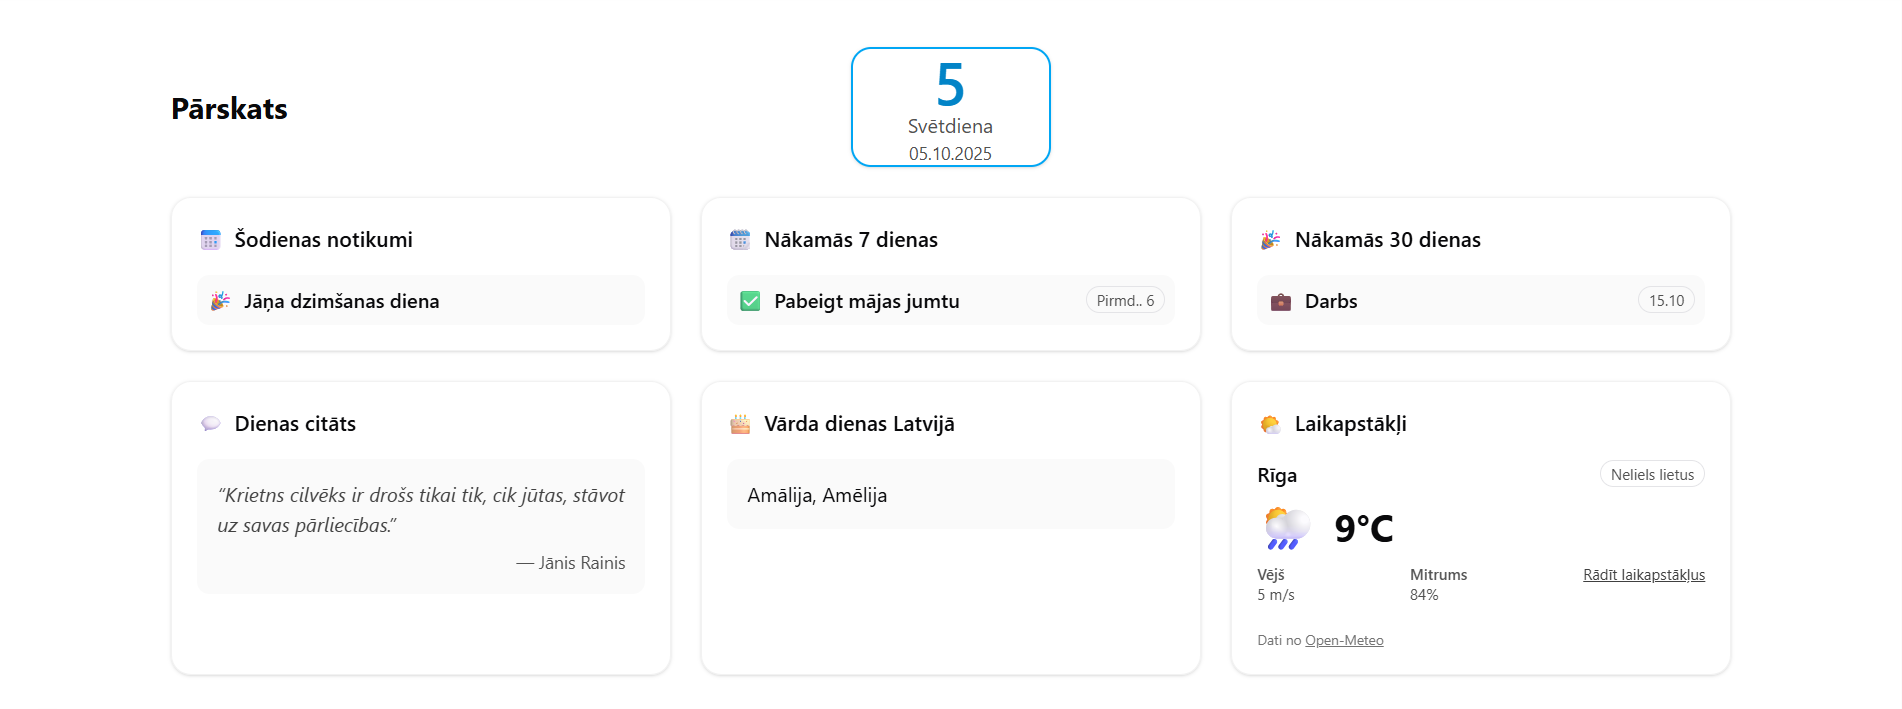 Pārskats
5
Svētdiena
05.10.2025
Šodienas notikumi
Jāņa dzimšanas diena
Nākamās 7 dienas
Pabeigt mājas jumtu
Pirmd.. 6
Nākamās 30 dienas
Darbs
15.10
Dienas citāts
“Krietns cilvēks ir drošs tikai tik, cik jūtas, stāvot
uz savas pārliecības.”
— Jānis Rainis
Vārda dienas Latvijā
Amālija, Amēlija
Laikapstākļi
Rīga
Neliels lietus
9°C
Vējš
5 m/s
Mitrums
84%
Rādīt laikapstākļus
Dati no Open-Meteo